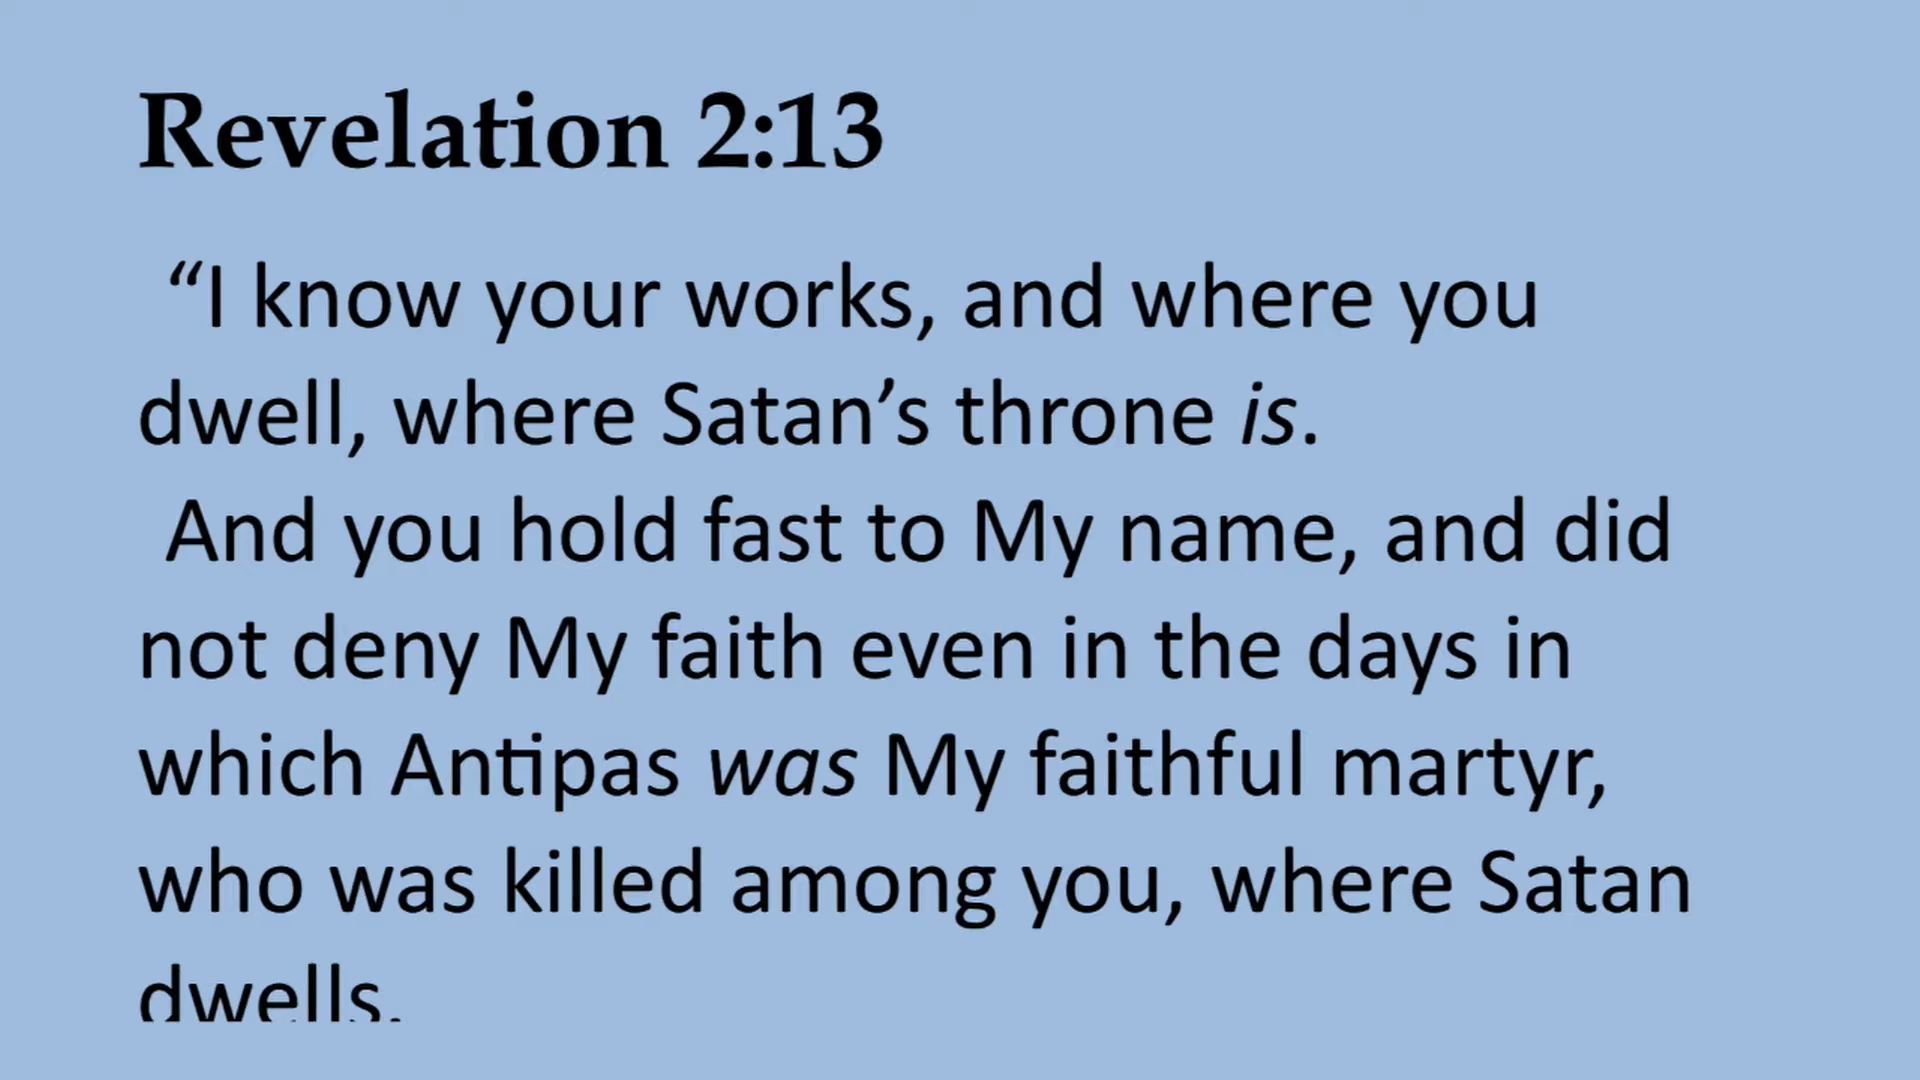 Revelation 2:13
“I know your works, and where you
dwell, where Satan’s throne is.
And you hold fast to My name, and did
not deny My faith even in the days in
which Antipas was My faithful martyr,
who was killed among you, where Satan
dwells.